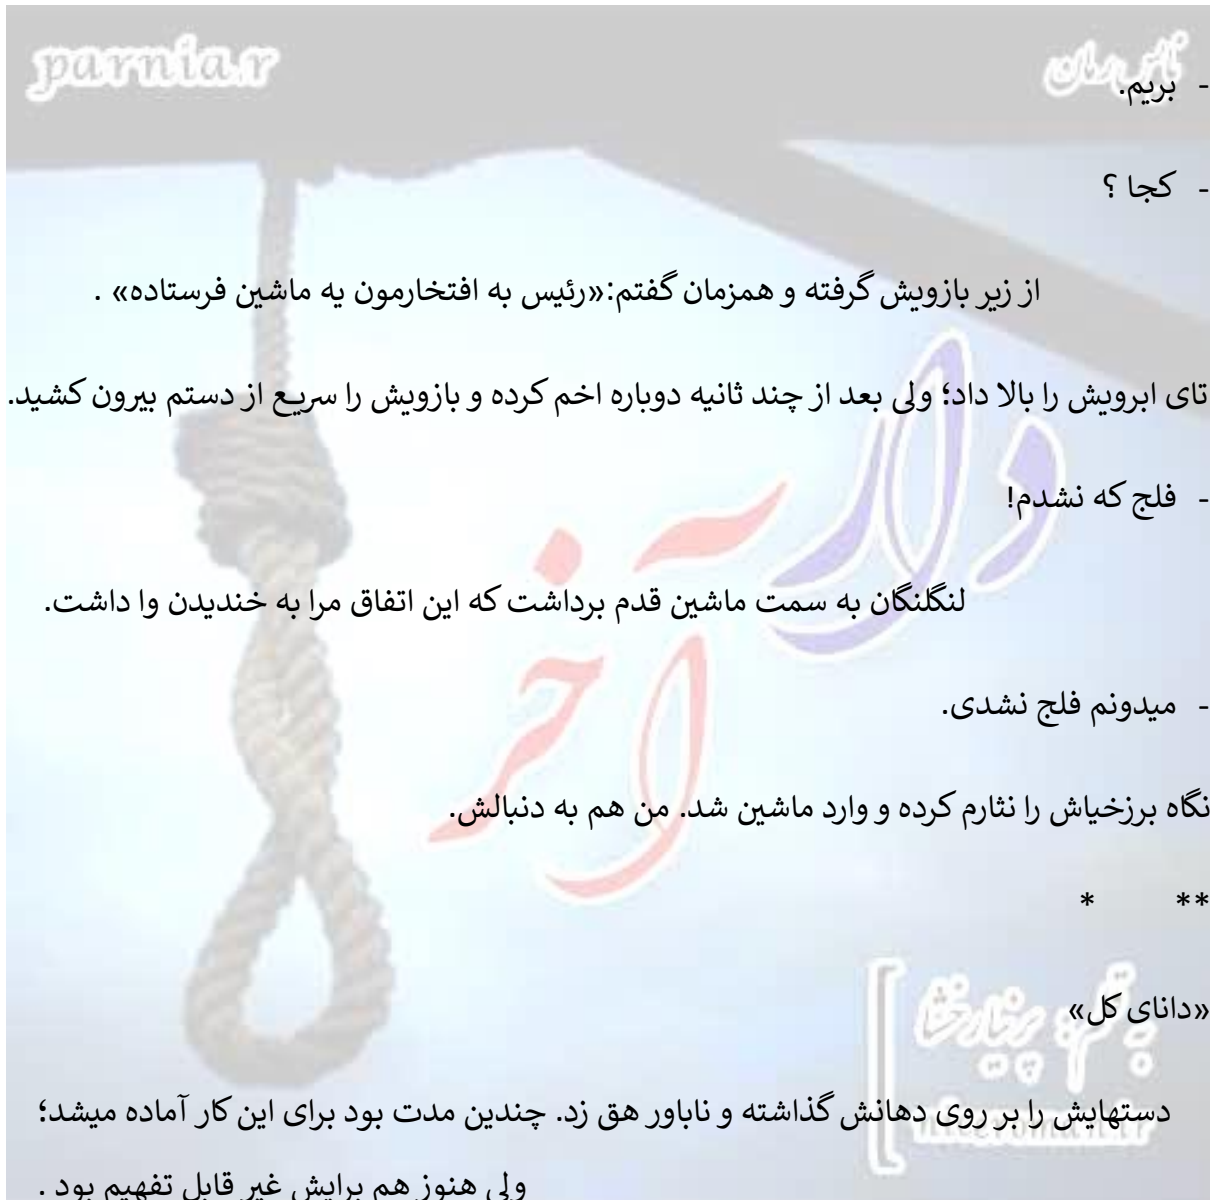 parnia.r
- بریم.
- کجا ؟
از زیر بازویش گرفته و همزمان گفتم:«رئیس به افتخارمون یه ماشین فرستاده» .
تای ابرویش را بالا داد؛ ولی بعد از چند ثانیه دوباره اخم کرده و بازویش را سریع از دستم بیرون کشید.
- فلج که نشدم!
دار
آخر
لنگلنگان به سمت ماشین قدم برداشت که این اتفاق مرا به خندیدن وا داشت.
- میدونم فلج نشدی.
نگاه برزخیاش را نثارم کرده و وارد ماشین شد. من هم به دنبالش.
** *
«دانای کل»
دستهایش را بر روی دهانش گذاشته و ناباور هق زد. چندین مدت بود برای این کار آماده میشد؛
ولی هنوز هم برایش غیر قابل تفهیم بود .